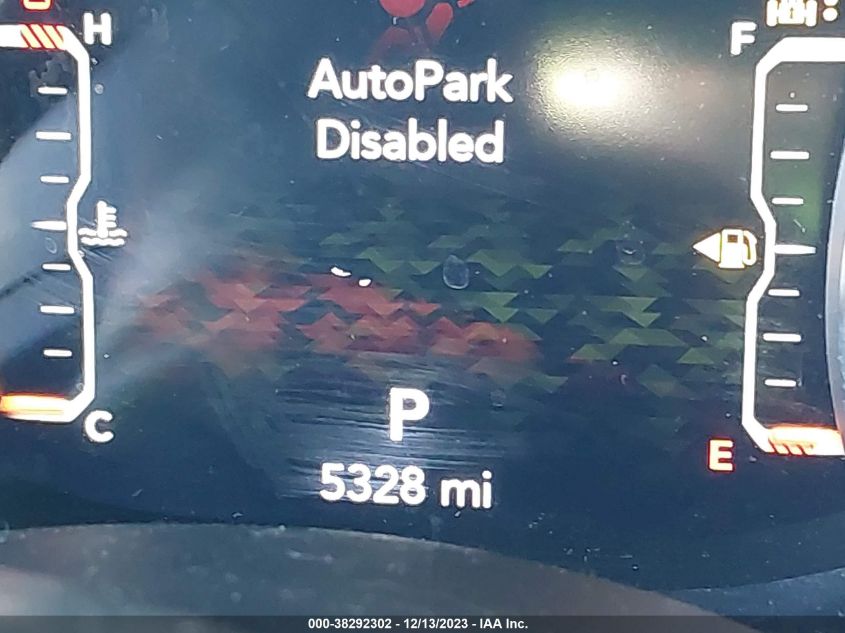 H
F
AutoPark
Disabled
P
C
E
5328 mi
000-38292302 - 12/13/2023 - IAA Inc.